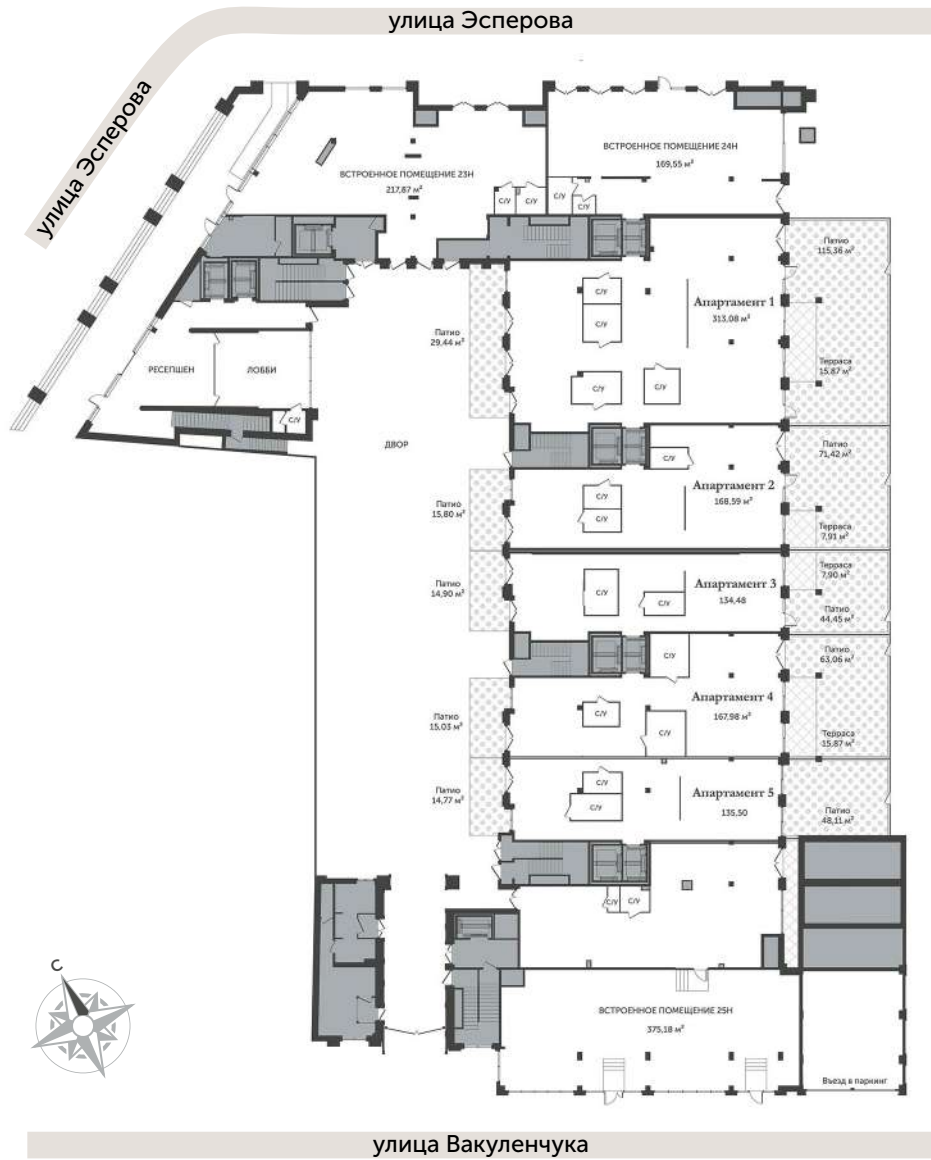 улица Эсперова
улица Эсперова
ВСТРОЕННОЕ ПОМЕЩЕНИЕ 24Н
169,55 м²
ВСТРОЕННОЕ ПОМЕЩЕНИЕ 23Н
217,87 м²
С/У
С/У
С/У
С/У
Патио
115,36 м²
С/У
Апартамент 1
313,08 м²
С/У
Патио
29,44 м²
Терраса
15,87 м²
РЕСЕПШЕН
ЛОББИ
С/У
С/У
С/У
ДВОР
Патио
71,42 м²
С/У
Апартамент 2
168,59 м²
С/У
С/У
Патио
15,80 м²
Терраса
7,91 м²
Терраса
7,90 м²
Апартамент 3
134,48
С/У
С/У
Патио
14,90 м²
Патио
44,45 м²
Патио
63,06 м²
С/У
Апартамент 4
167,98 м²
С/У
С/У
Патио
15,03 м²
Терраса
15,87 м²
С/У
Апартамент 5
135,50
С/У
Патио
14,77 м²
Патио
48,11 м²
С/У
С/У
С
ВСТРОЕННОЕ ПОМЕЩЕНИЕ 25Н
375,18 м²
Въезд в паркинг
улица Вакуленчука